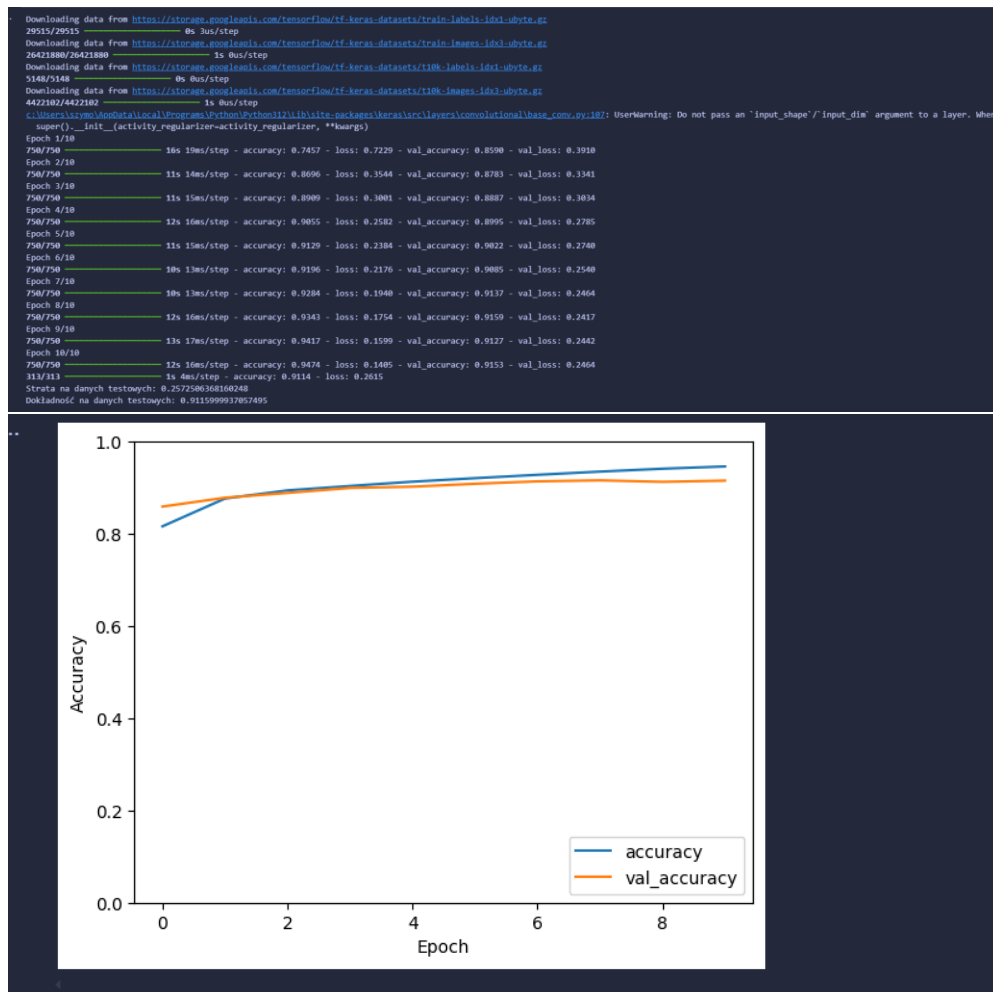 Downloading data from https://storage.googleapis.com/tensorflow/tf-keras-datasets/train-labels-idx1-ubyte.gz
29515/29515 0s 3us/step
Downloading data from https://storage.googleapis.com/tensorflow/tf-keras-datasets/train-images-idx3-ubyte.gz
26421880/26421880 1s 0us/step
Downloading data from https://storage.googleapis.com/tensorflow/tf-keras-datasets/t10k-labels-idx1-ubyte.gz
5148/5148 0s 0us/step
Downloading data from https://storage.googleapis.com/tensorflow/tf-keras-datasets/t10k-images-idx3-ubyte.gz
4422102/4422102 1s 0us/step
c:\Users\szymo\AppData\Local\Programs\Python\Python312\Lib\site-packages\keras\src\layers\convolutional\base_conv.py:107: UserWarning: Do not pass an `input_shape`/`input_dim` argument to a layer. When
super().__init__(activity_regularizer=activity_regularizer, **kwargs)
Epoch 1/10
750/750 16s 19ms/step - accuracy: 0.7457 - loss: 0.7229 - val_accuracy: 0.8590 - val_loss: 0.3910
Epoch 2/10
750/750 11s 14ms/step - accuracy: 0.8696 - loss: 0.3544 - val_accuracy: 0.8783 - val_loss: 0.3341
Epoch 3/10
750/750 11s 15ms/step - accuracy: 0.8909 - loss: 0.3001 - val_accuracy: 0.8887 - val_loss: 0.3034
Epoch 4/10
750/750 12s 16ms/step - accuracy: 0.9055 - loss: 0.2582 - val_accuracy: 0.8995 - val_loss: 0.2785
Epoch 5/10
750/750 11s 15ms/step - accuracy: 0.9129 - loss: 0.2384 - val_accuracy: 0.9022 - val_loss: 0.2740
Epoch 6/10
750/750 10s 13ms/step - accuracy: 0.9196 - loss: 0.2176 - val_accuracy: 0.9085 - val_loss: 0.2540
Epoch 7/10
750/750 10s 13ms/step - accuracy: 0.9284 - loss: 0.1940 - val_accuracy: 0.9137 - val_loss: 0.2464
Epoch 8/10
750/750 12s 16ms/step - accuracy: 0.9343 - loss: 0.1754 - val_accuracy: 0.9159 - val_loss: 0.2417
Epoch 9/10
750/750 13s 17ms/step - accuracy: 0.9417 - loss: 0.1599 - val_accuracy: 0.9127 - val_loss: 0.2442
Epoch 10/10
750/750 12s 16ms/step - accuracy: 0.9474 - loss: 0.1405 - val_accuracy: 0.9153 - val_loss: 0.2464
313/313 1s 4ms/step - accuracy: 0.9114 - loss: 0.2615
Strata na danych testowych: 0.2572506368160248
Dokładność na danych testowych: 0.9115999937057495
1.0
0.8
0.6
0.4
0.2
0.0
Accuracy
accuracy
val_accuracy
0 2 4 6 8
Epoch